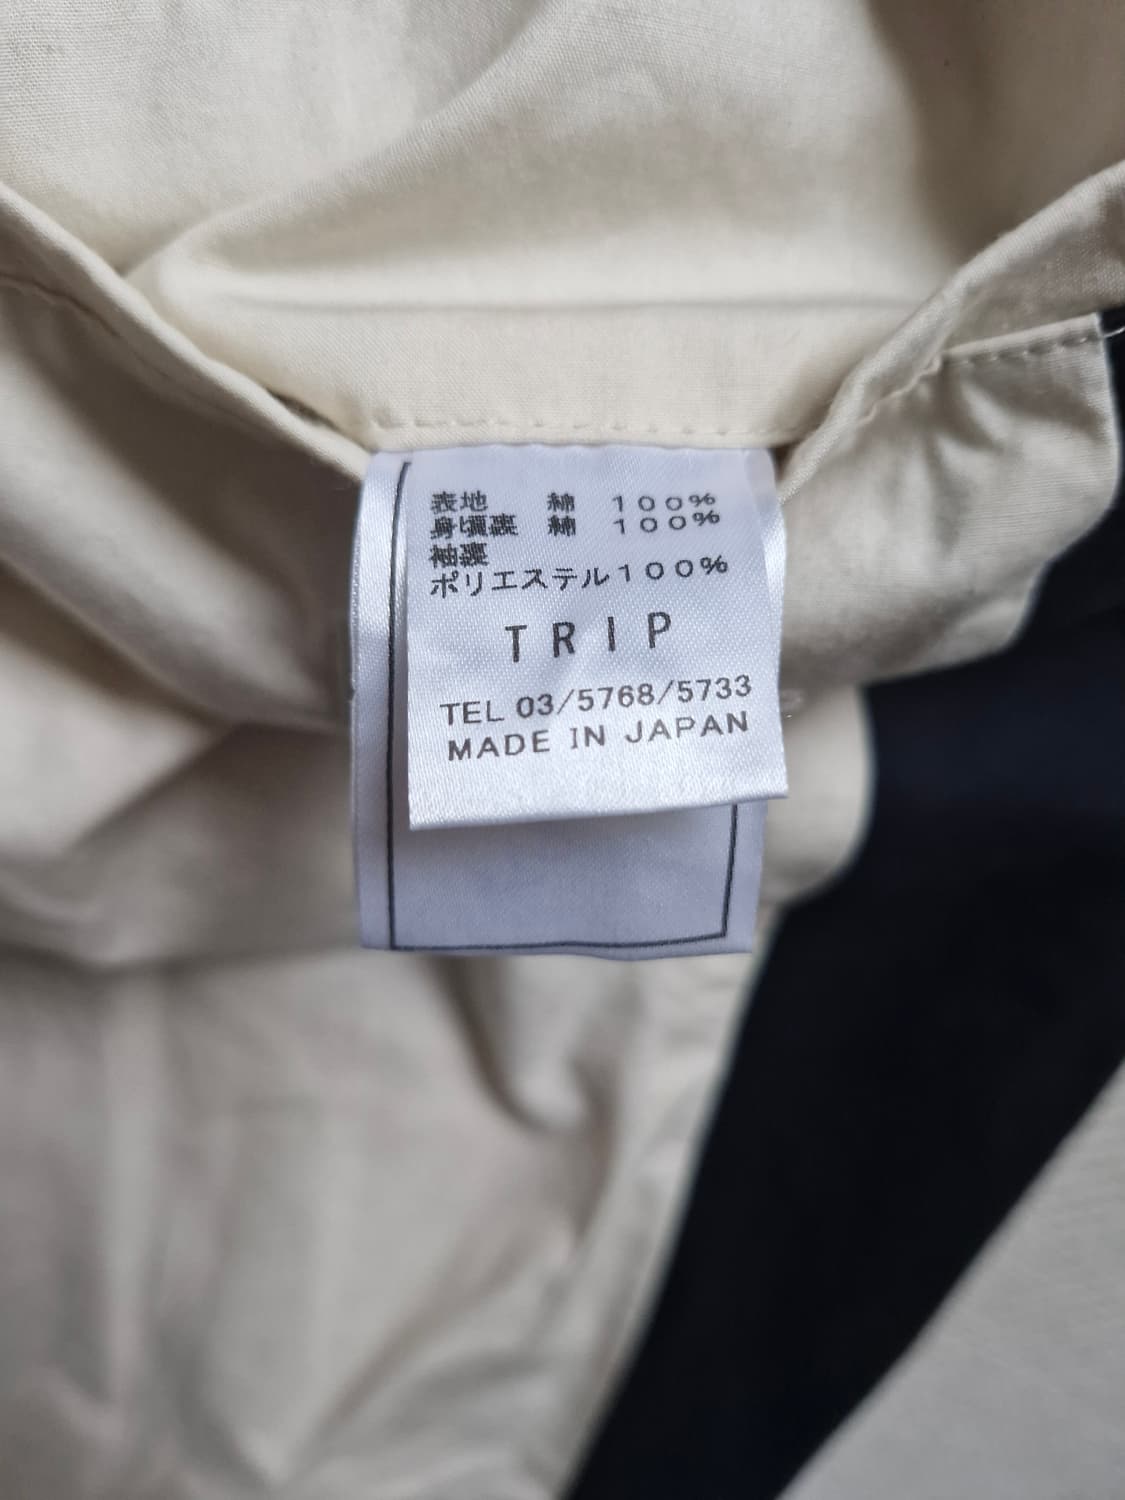 表地 綿 100%
身頃裏 綿 100%
袖裏
ポリエステル100%
TRIP
TEL 03/5768/5733
MADE IN JAPAN